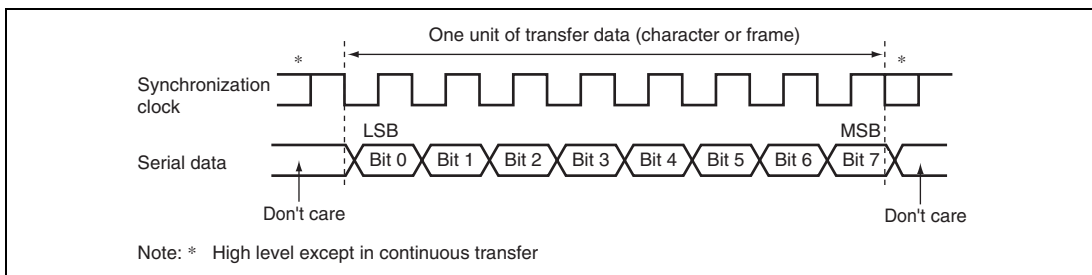 One unit of transfer data (character or frame)
* *
Synchronization
clock
LSB MSB
Serial data Bit 0 Bit 1 Bit 2 Bit 3 Bit 4 Bit 5 Bit 6 Bit 7
Don't care Don't care
Note: * High level except in continuous transfer